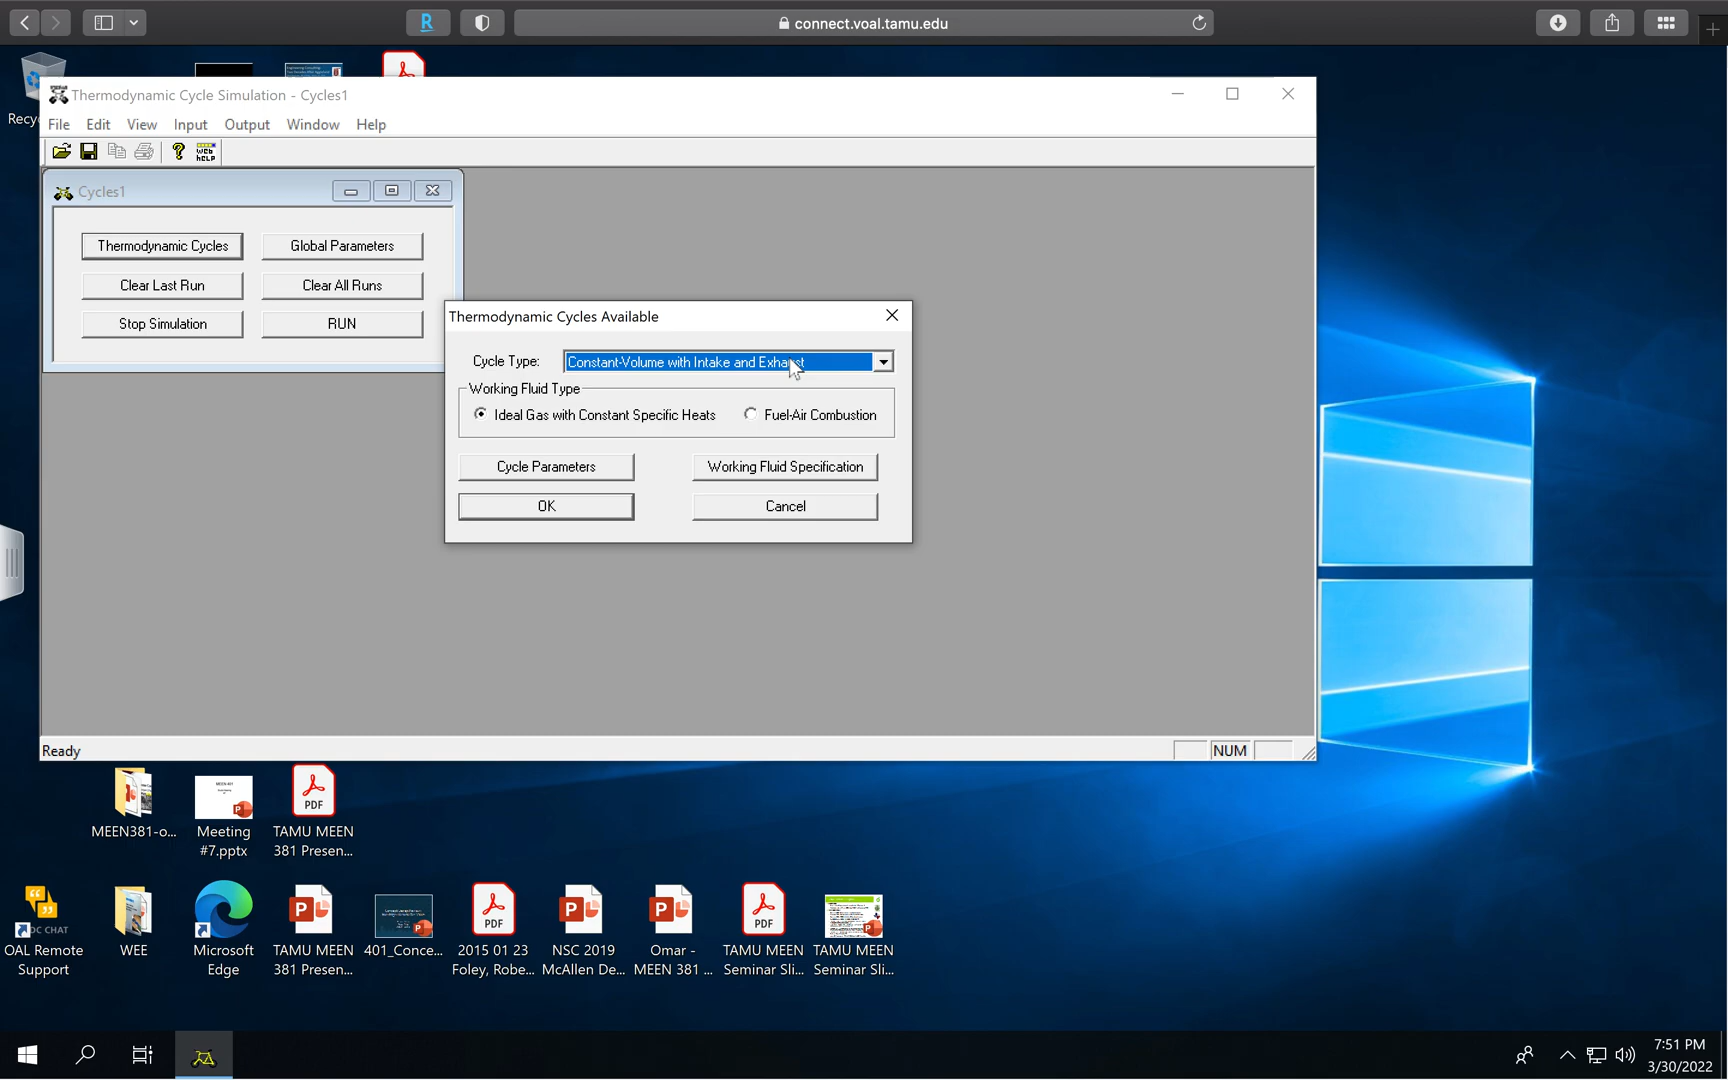 connect.voal.tamu.edu
Thermodynamic Cycle Simulation - Cycles1
File Edit View Input Output Window Help
WEB HELP
Cycles1
Thermodynamic Cycles Global Parameters
Clear Last Run Clear All Runs
Stop Simulation RUN
Thermodynamic Cycles Available
Cycle Type: Constant-Volume with Intake and Exhaust
Working Fluid Type
Ideal Gas with Constant Specific Heats Fuel-Air Combustion
Cycle Parameters Working Fluid Specification
OK Cancel
Ready NUM
PDF
MEEN381-o... Meeting TAMU MEEN
#7.pptx 381 Presen...
OAL Remote WEE Microsoft TAMU MEEN 401_Conce... 2015 01 23 NSC 2019 Omar - TAMU MEEN TAMU MEEN
Support Edge 381 Presen... Foley, Robe... McAllen De... MEEN 381 ... Seminar Sli... Seminar Sli...
7:51 PM
3/30/2022